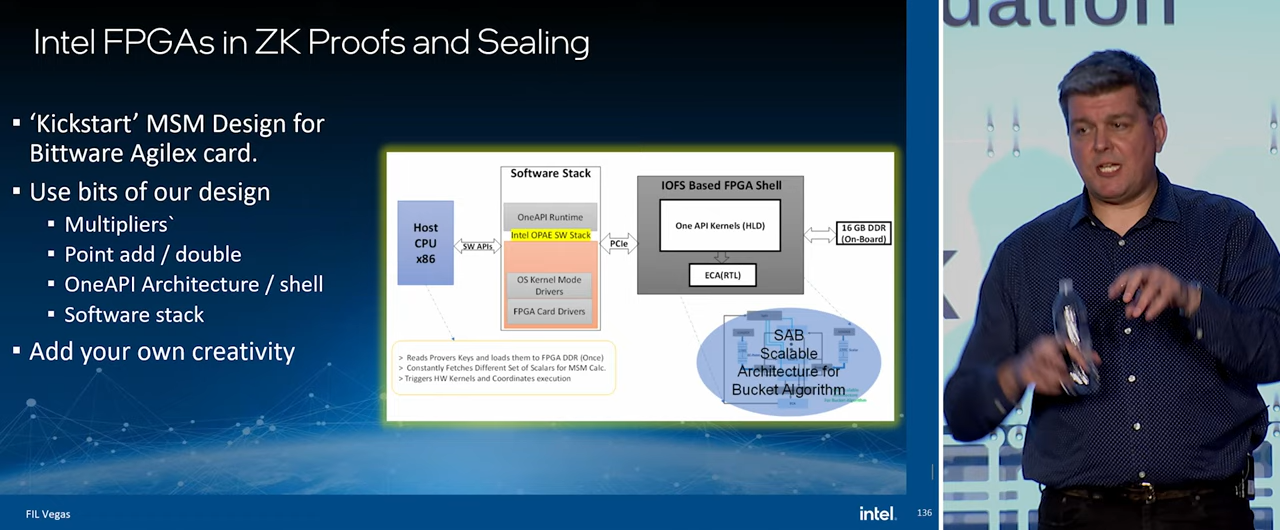 Intel FPGAs in ZK Proofs and Sealing
▪ ‘Kickstart’ MSM Design for
Bittware Agilex card.
▪ Use bits of our design
▪ Multipliers`
▪ Point add / double
▪ OneAPI Architecture / shell
▪ Software stack
▪ Add your own creativity
Host
CPU
x86
SW APIs
Software Stack
OneAPI Runtime
Intel OPAE SW Stack
OS Kernel Mode
Drivers
FPGA Card Drivers
PCIe
IOFS Based FPGA Shell
One API Kernels (HLD)
ECA(RTL)
16 GB DDR
(On-Board)
> Reads Provers Keys and loads them to FPGA DDR (Once)
> Constantly Fetches Different Set of Scalars for MSM Calc.
> Triggers HW Kernels and Coordinates execution
SAB
Scalable
Architecture for
Bucket Algorithm
FIL Vegas
intel.
136
dation